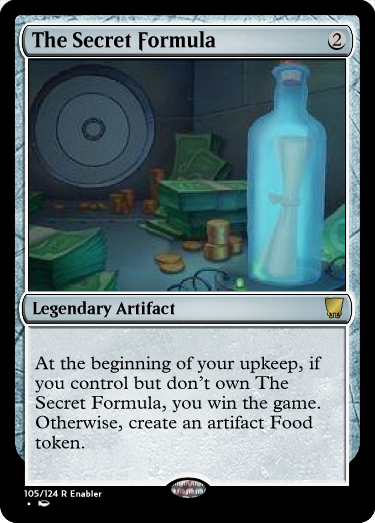 The Secret Formula 2
Legendary Artifact
At the beginning of your upkeep, if
you control but don't own The
Secret Formula, you win the game.
Otherwise, create an artifact Food
token.
105/124 R Enabler